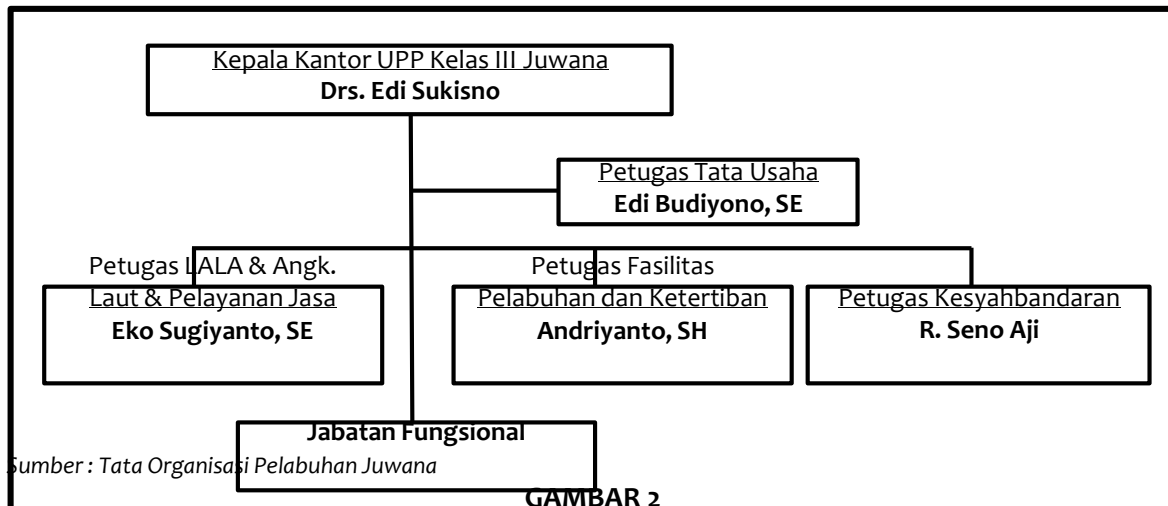 Kepala Kantor UPP Kelas III Juwana
Drs. Edi Sukisno
Petugas Tata Usaha
Edi Budiyono, SE
Petugas LALA & Angk.
Laut & Pelayanan Jasa
Eko Sugiyanto, SE
Petugas Fasilitas
Pelabuhan dan Ketertiban
Andriyanto, SH
Petugas Kesyahbandaran
R. Seno Aji
Jabatan Fungsional
Sumber : Tata Organisasi Pelabuhan Juwana
GAMBAR 2